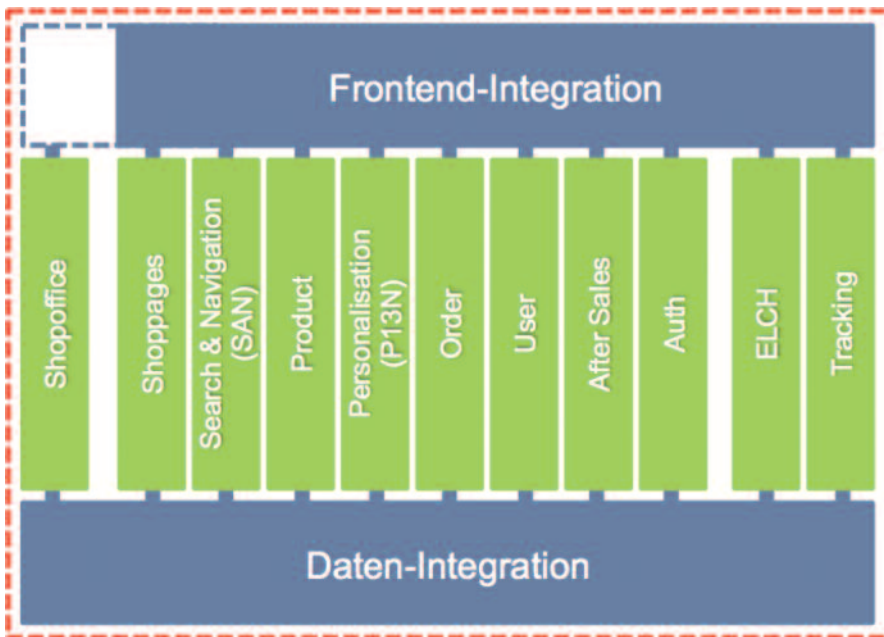 Frontend-Integration
Shopoffice
Shoppages
Search & Navigation
(SAN)
Product
Personalisation
(P13N)
Order
User
After Sales
Auth
ELCH
Tracking
Daten-Integration